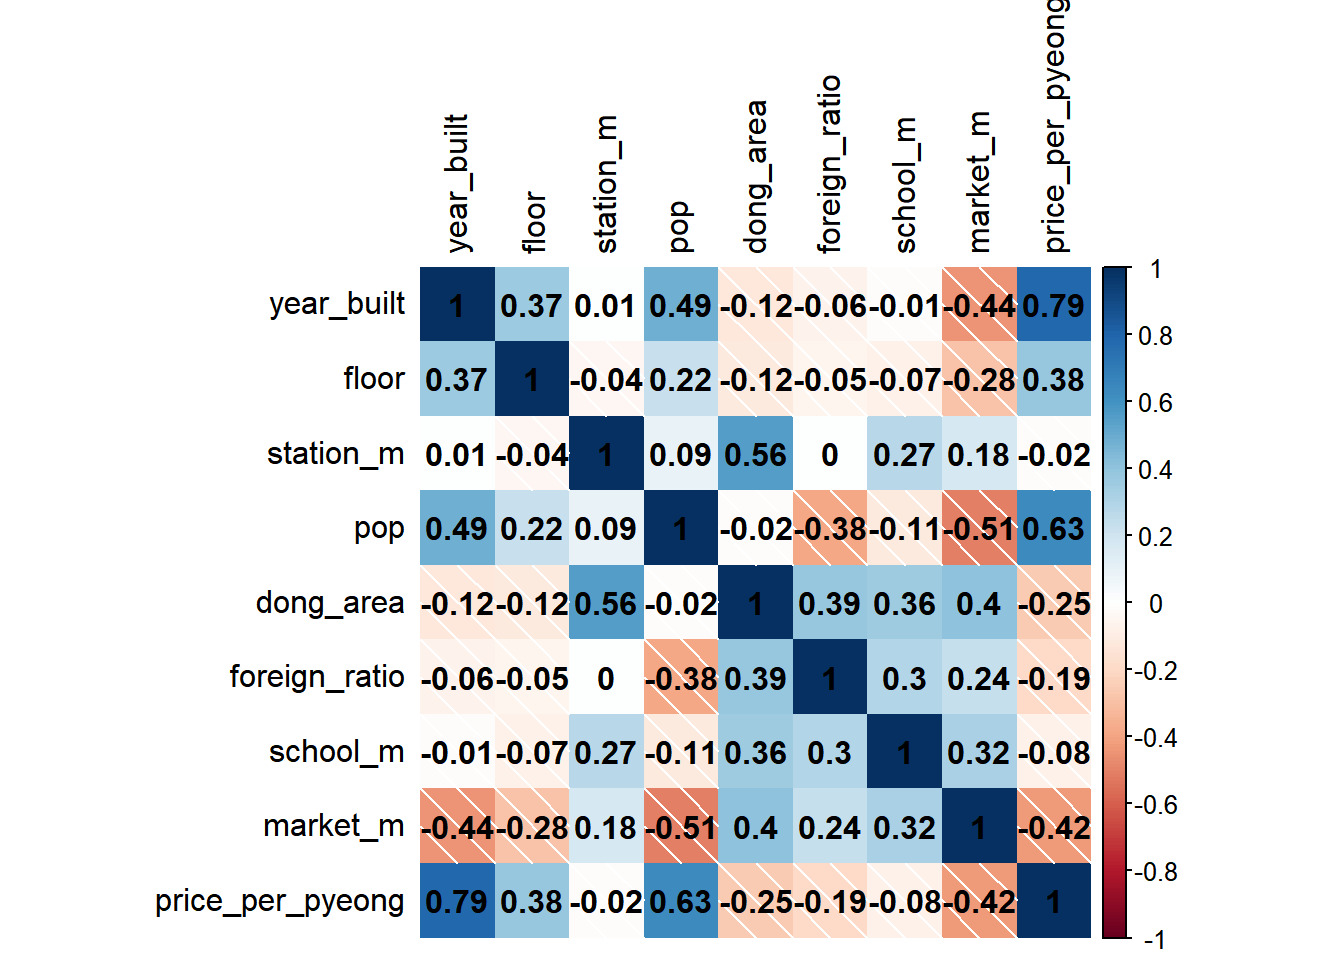 year_built floor station_m pop dong_area foreign_ratio school_m market_m price_per_pyeong
year_built 1 0.37 0.01 0.49 -0.12 -0.06 -0.01 -0.44 0.79
floor 0.37 1 -0.04 0.22 -0.12 -0.05 -0.07 -0.28 0.38
station_m 0.01 -0.04 1 0.09 0.56 0 0.27 0.18 -0.02
pop 0.49 0.22 0.09 1 -0.02 -0.38 -0.11 -0.51 0.63
dong_area -0.12 -0.12 0.56 -0.02 1 0.39 0.36 0.4 -0.25
foreign_ratio -0.06 -0.05 0 -0.38 0.39 1 0.3 0.24 -0.19
school_m -0.01 -0.07 0.27 -0.11 0.36 0.3 1 0.32 -0.08
market_m -0.44 -0.28 0.18 -0.51 0.4 0.24 0.32 1 -0.42
price_per_pyeong 0.79 0.38 -0.02 0.63 -0.25 -0.19 -0.08 -0.42 1
1
0.8
0.6
0.4
0.2
0
-0.2
-0.4
-0.6
-0.8
-1